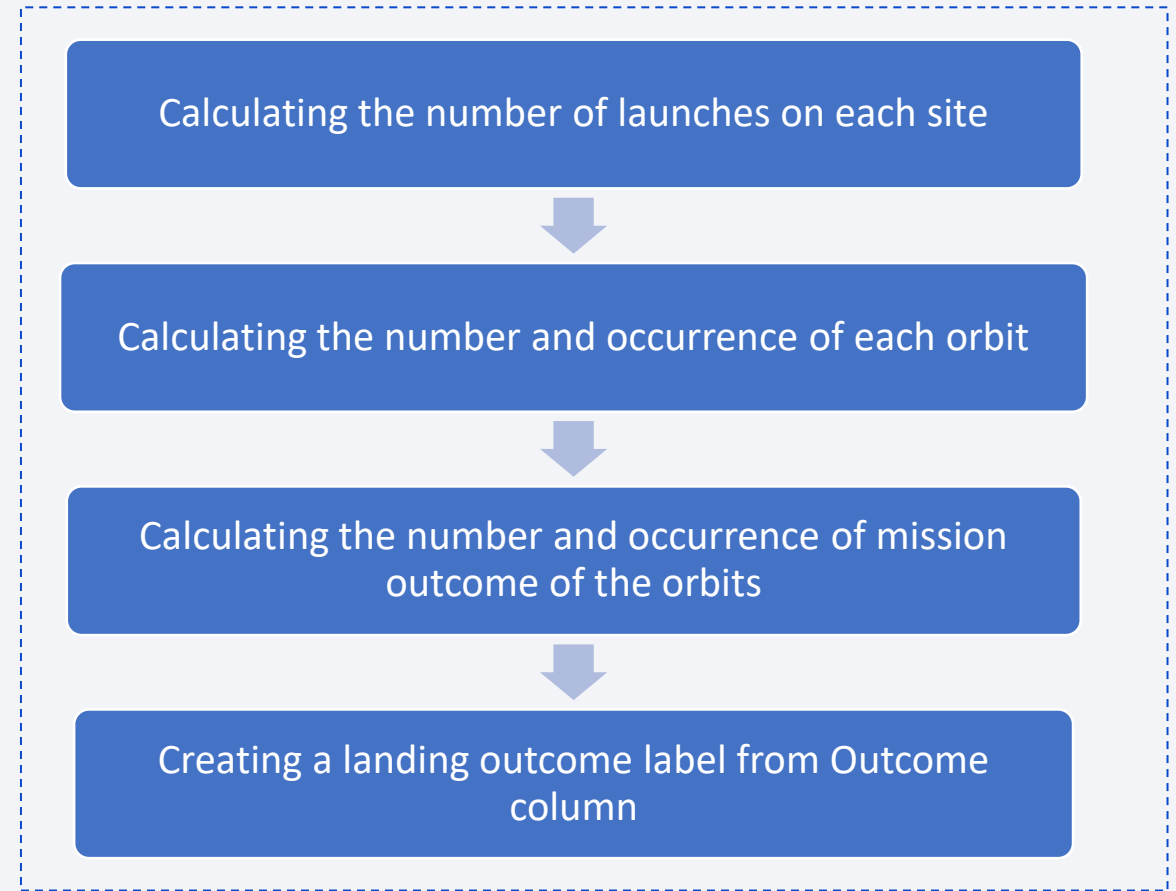 Calculating the number of launches on each site
Calculating the number and occurrence of each orbit
Calculating the number and occurrence of mission
outcome of the orbits
Creating a landing outcome label from Outcome
column